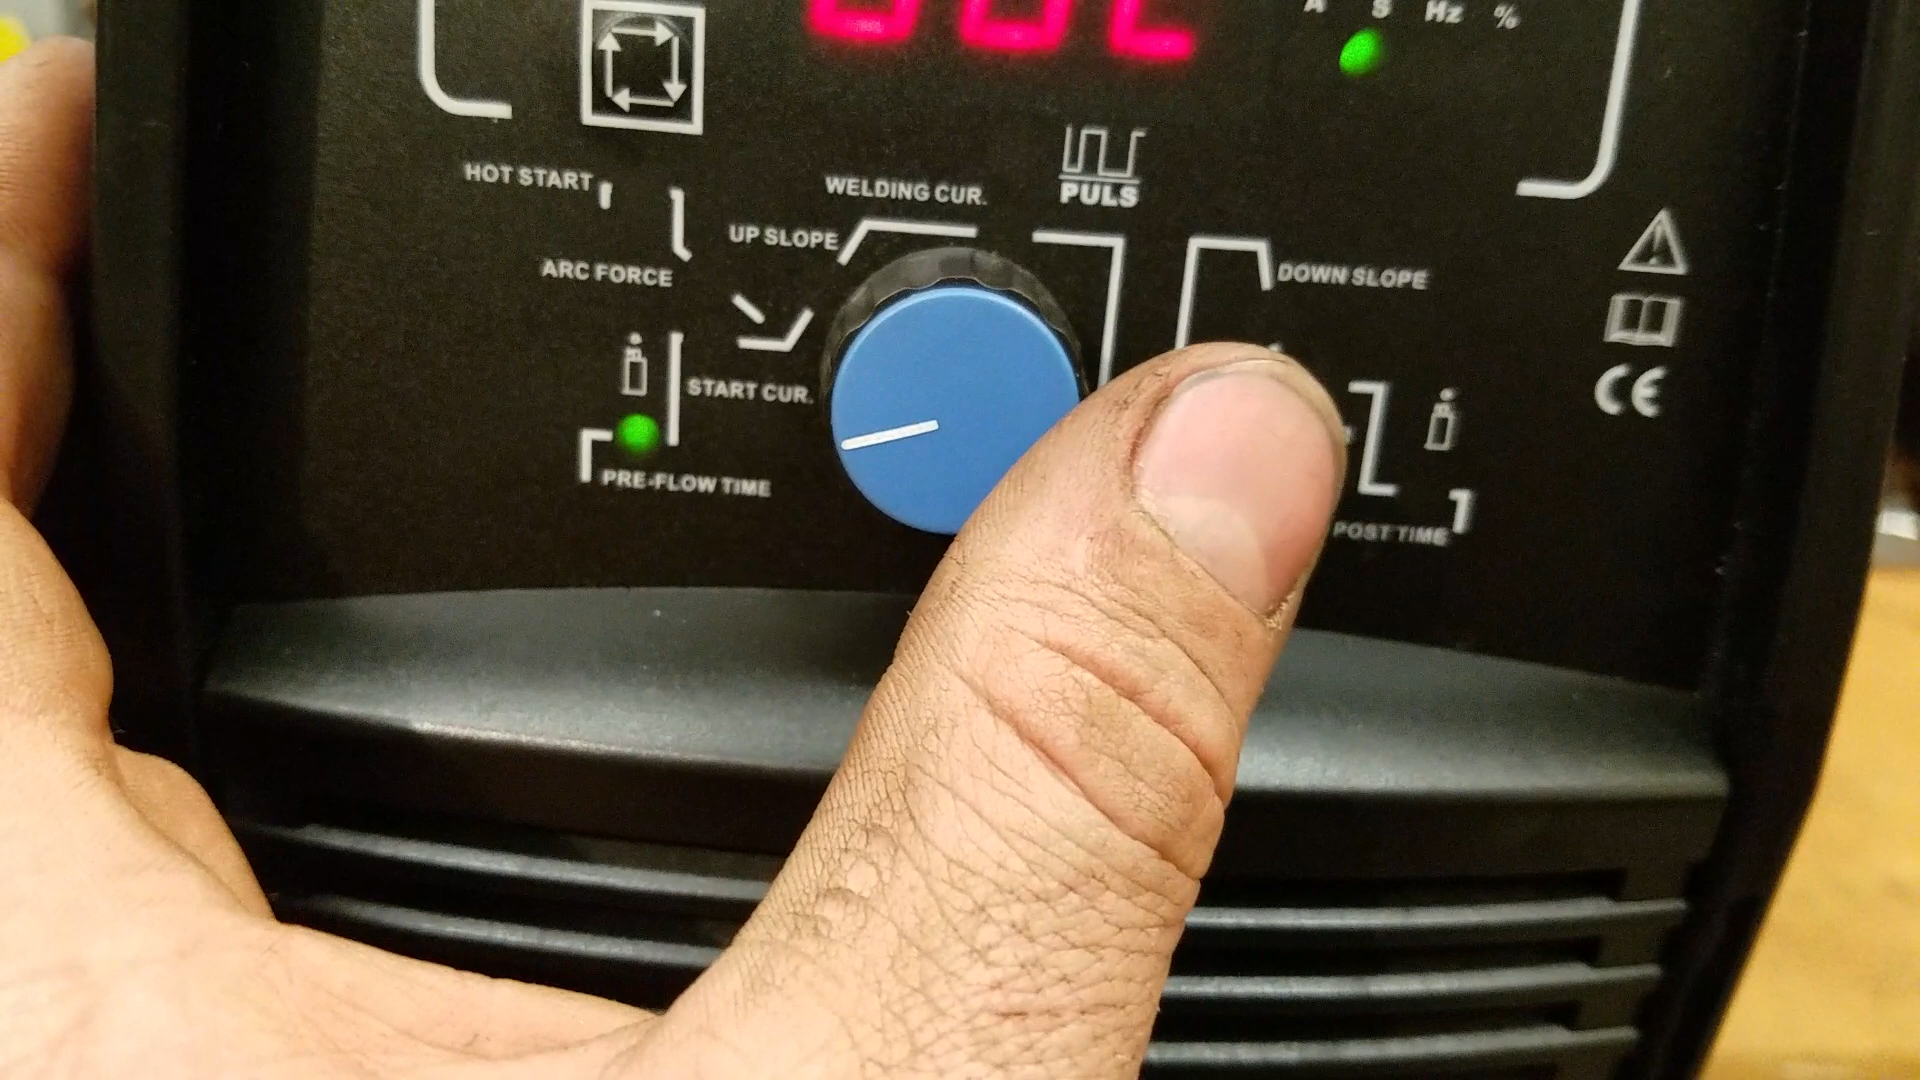 S Hz %
HOT START
WELDING CUR.
PULS
UP SLOPE
ARC FORCE
DOWN SLOPE
START CUR.
CE
PRE-FLOW TIME
POST TIME